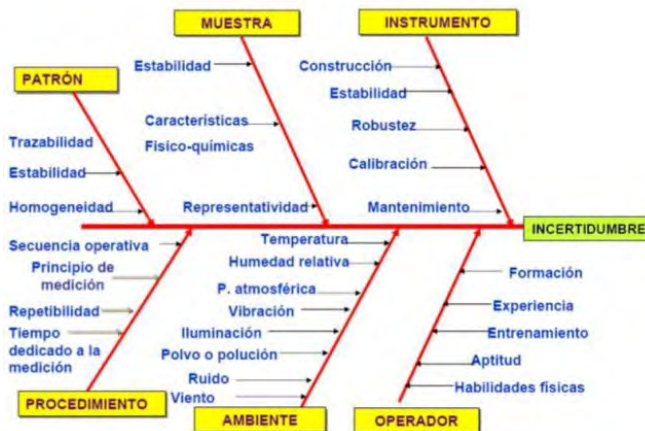 MUESTRA
INSTRUMENTO
PATRÓN
Estabilidad
Construcción
Estabilidad
Trazabilidad
Características
Físico-químicas
Robustez
Estabilidad
Calibración
Homogeneidad
Representatividad
Mantenimiento
INCERTIDUMBRE
Secuencia operativa
Principio de
medición
Repetibilidad
Tiempo
dedicado a la
medición
PROCEDIMIENTO
Temperatura
Humedad relativa
P. atmosférica
Vibración
Iluminación
Polvo o polución
Ruido
Viento
AMBIENTE
Formación
Experiencia
Entrenamiento
Aptitud
Habilidades físicas
OPERADOR